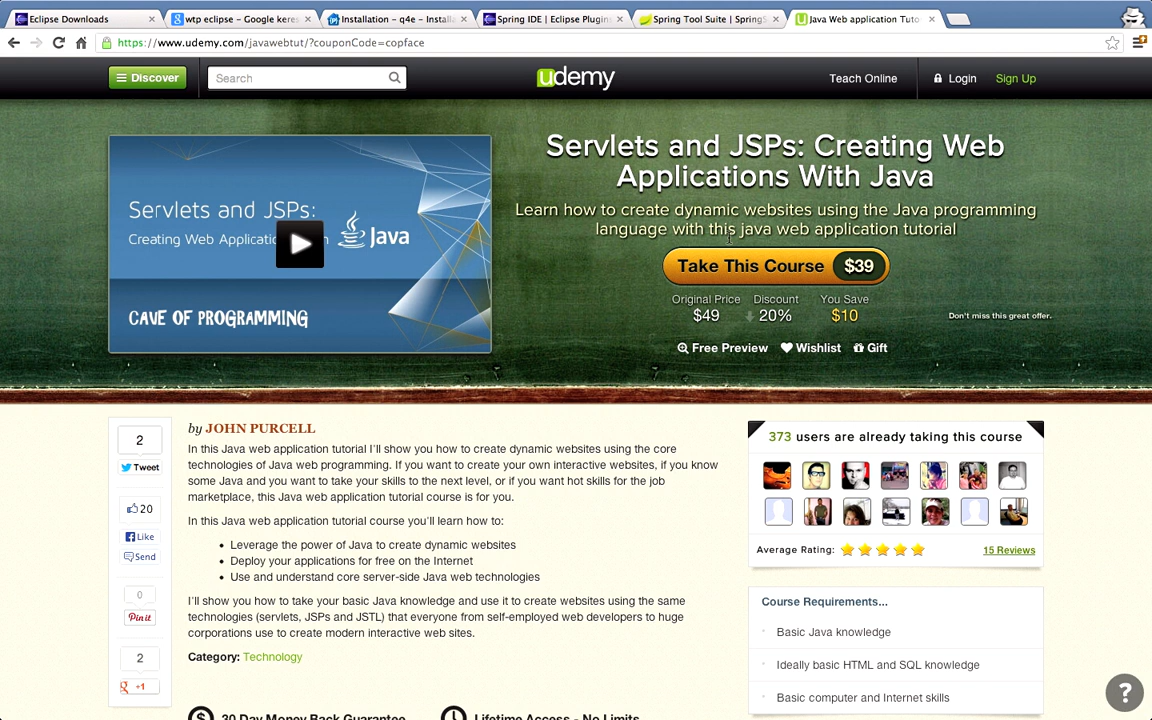 Eclipse Downloads
wtp eclipse - Google keres
Installation - q4e - Install
Spring IDE | Eclipse Plugin
Spring Tool Suite | SpringS
Java Web application Tuto
https://www.udemy.com/javawebtut/?couponCode=copface
Discover
Search
udemy
Teach Online
Login
Sign Up
Servlets and JSPs:
Creating Web Applicatio
Java
CAVE OF PROGRAMMING
Servlets and JSPs: Creating Web
Applications With Java
Learn how to create dynamic websites using the Java programming
language with this java web application tutorial
Take This Course $39
Original Price Discount You Save
$49 20% $10
Don't miss this great offer.
Free Preview Wishlist Gift
2
Tweet
20
Like
Send
0
Pin it
2
g +1
by JOHN PURCELL
In this Java web application tutorial I'll show you how to create dynamic websites using the core
technologies of Java web programming. If you want to create your own interactive websites, if you know
some Java and you want to take your skills to the next level, or if you want hot skills for the job
marketplace, this Java web application tutorial course is for you.
In this Java web application tutorial course you'll learn how to:
• Leverage the power of Java to create dynamic websites
• Deploy your applications for free on the Internet
• Use and understand core server-side Java web technologies
I'll show you how to take your basic Java knowledge and use it to create websites using the same
technologies (servlets, JSPs and JSTL) that everyone from self-employed web developers to huge
corporations use to create modern interactive web sites.
Category: Technology
30 Day Money Back Guarantee
Lifetime Access - No Limits
373 users are already taking this course
Average Rating:
15 Reviews
Course Requirements...
Basic Java knowledge
Ideally basic HTML and SQL knowledge
Basic computer and Internet skills
?